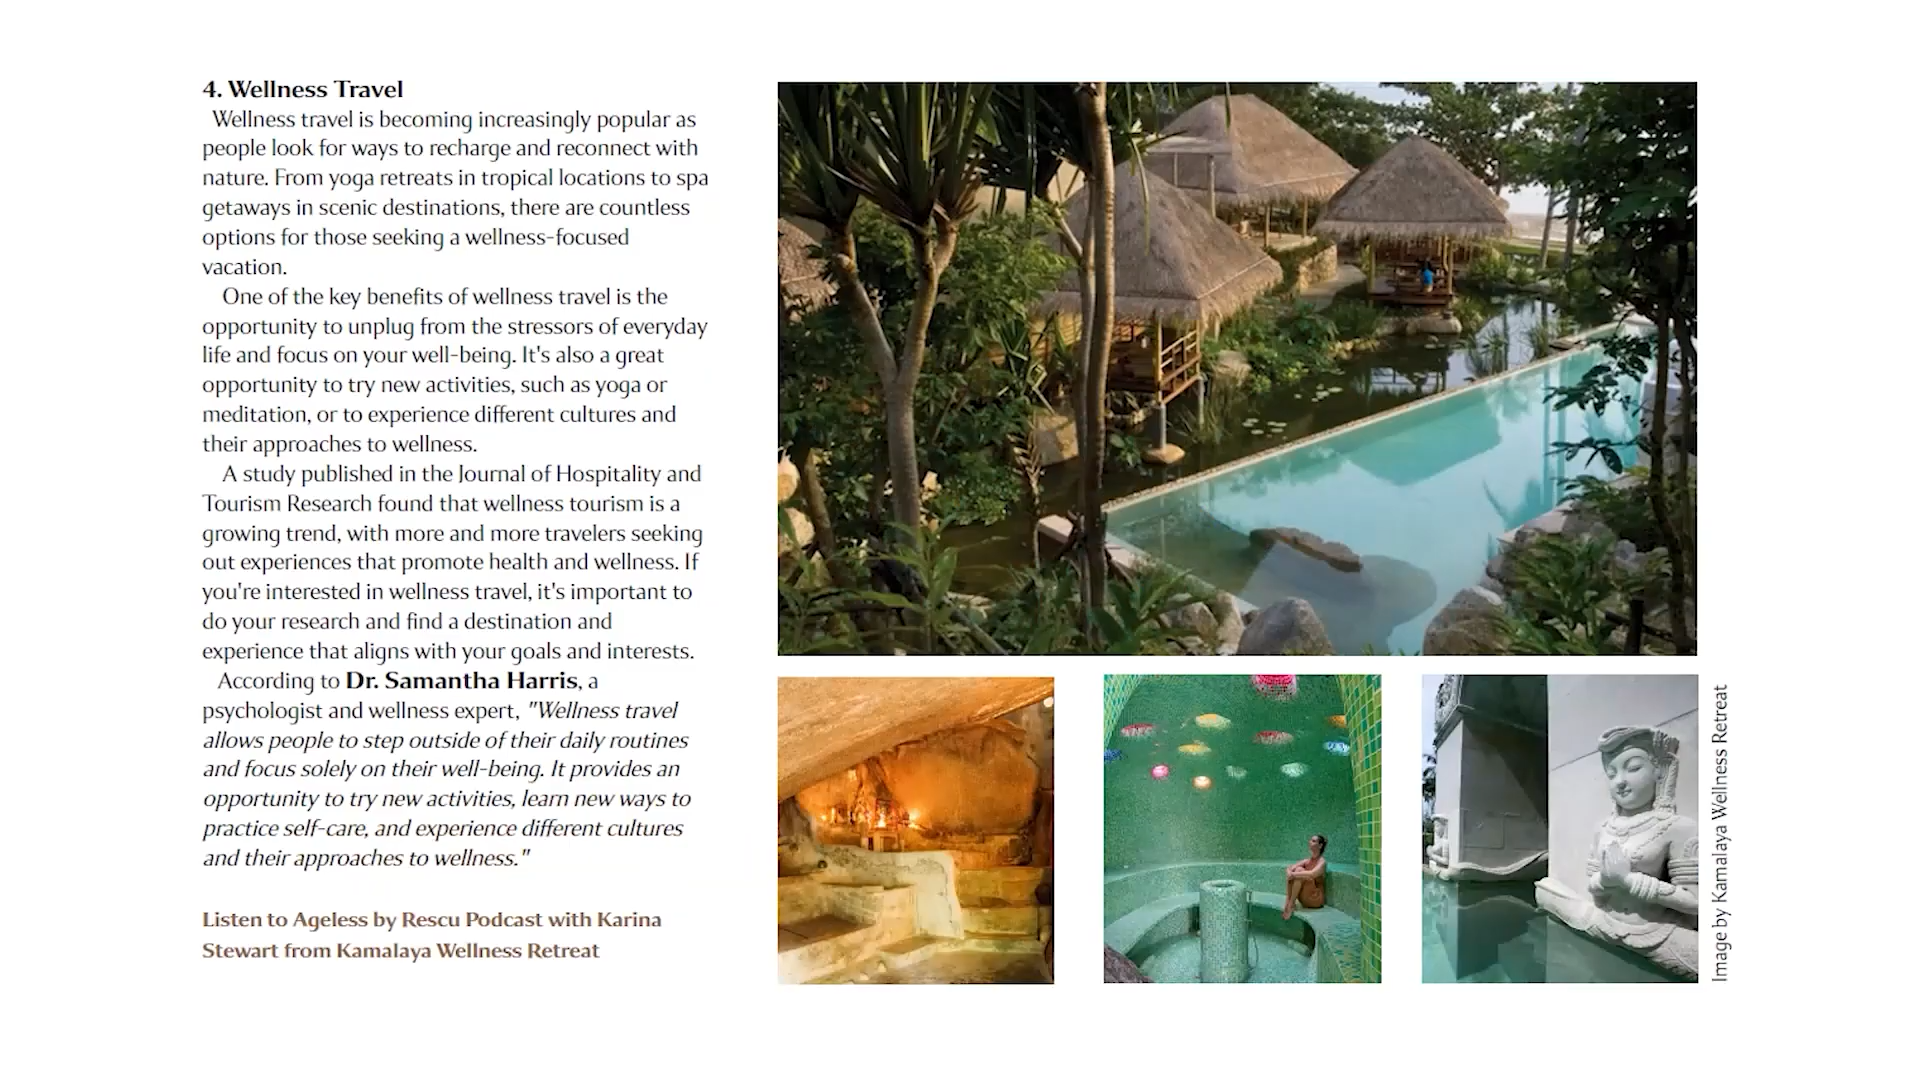 4. Wellness Travel
Wellness travel is becoming increasingly popular as
people look for ways to recharge and reconnect with
nature. From yoga retreats in tropical locations to spa
getaways in scenic destinations, there are countless
options for those seeking a wellness-focused
vacation.
One of the key benefits of wellness travel is the
opportunity to unplug from the stressors of everyday
life and focus on your well-being. It's also a great
opportunity to try new activities, such as yoga or
meditation, or to experience different cultures and
their approaches to wellness.
A study published in the Journal of Hospitality and
Tourism Research found that wellness tourism is a
growing trend, with more and more travelers seeking
out experiences that promote health and wellness. If
you're interested in wellness travel, it's important to
do your research and find a destination and
experience that aligns with your goals and interests.
According to Dr. Samantha Harris, a
psychologist and wellness expert, "Wellness travel
allows people to step outside of their daily routines
and focus solely on their well-being. It provides an
opportunity to try new activities, learn new ways to
practice self-care, and experience different cultures
and their approaches to wellness."
Listen to Ageless by Rescu Podcast with Karina
Stewart from Kamalaya Wellness Retreat
Image by Kamalaya Wellness Retreat